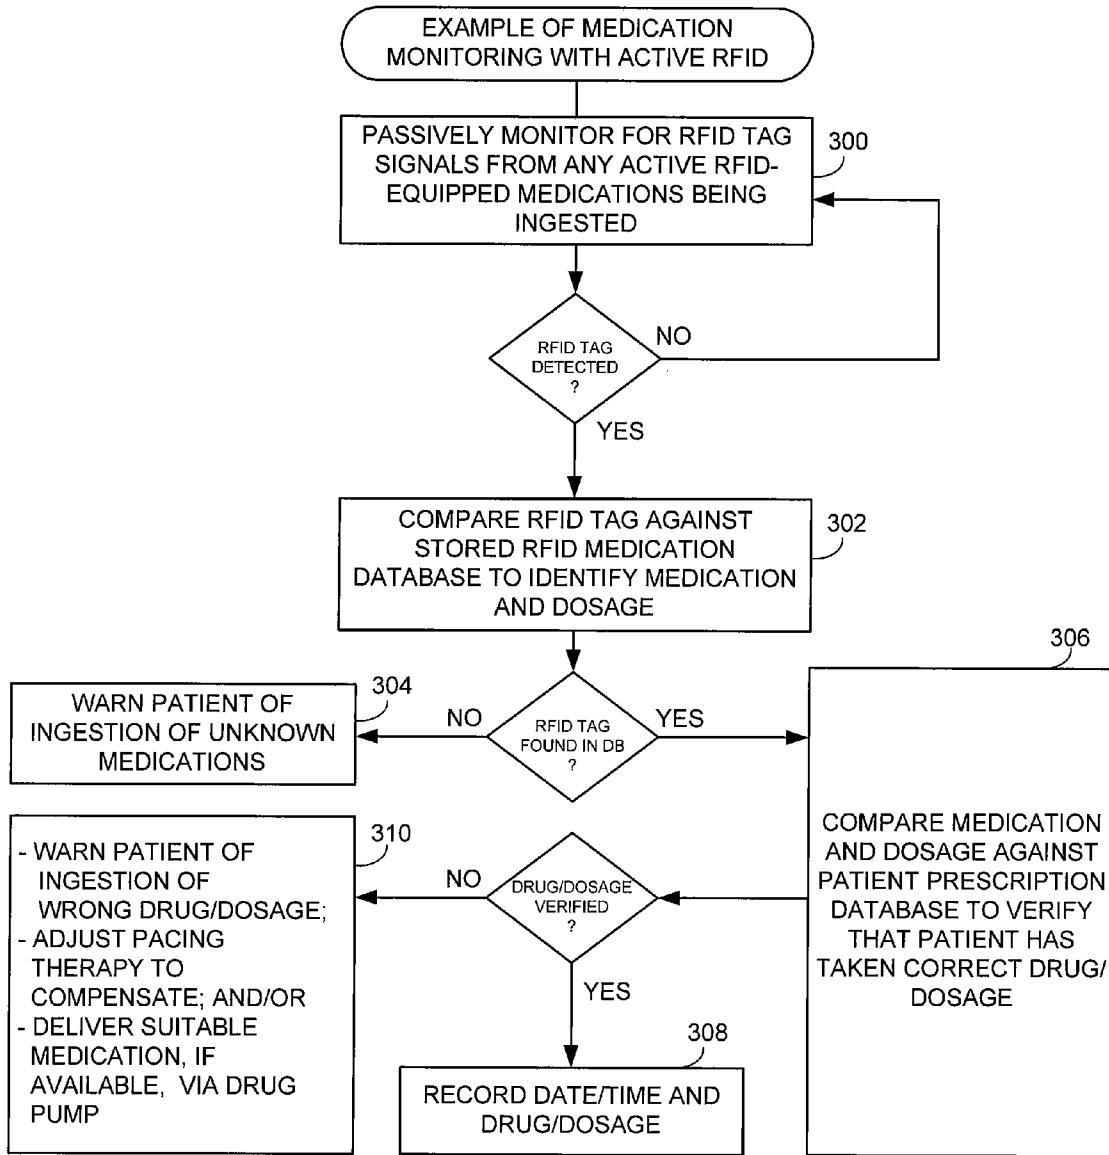 EXAMPLE OF MEDICATION
MONITORING WITH ACTIVE RFID
PASSIVELY MONITOR FOR RFID TAG
SIGNALS FROM ANY ACTIVE RFID-
EQUIPPED MEDICATIONS BEING
INGESTED
300
RFID TAG
DETECTED
?
NO
YES
COMPARE RFID TAG AGAINST
STORED RFID MEDICATION
DATABASE TO IDENTIFY MEDICATION
AND DOSAGE
302
RFID TAG
FOUND IN DB
?
NO
YES
WARN PATIENT OF
INGESTION OF UNKNOWN
MEDICATIONS
304
306
COMPARE MEDICATION
AND DOSAGE AGAINST
PATIENT PRESCRIPTION
DATABASE TO VERIFY
THAT PATIENT HAS
TAKEN CORRECT DRUG/
DOSAGE
DRUG/DOSAGE
VERIFIED
?
NO
YES
310
- WARN PATIENT OF
INGESTION OF
WRONG DRUG/DOSAGE;
- ADJUST PACING
THERAPY TO
COMPENSATE; AND/OR
- DELIVER SUITABLE
MEDICATION, IF
AVAILABLE, VIA DRUG
PUMP
308
RECORD DATE/TIME AND
DRUG/DOSAGE